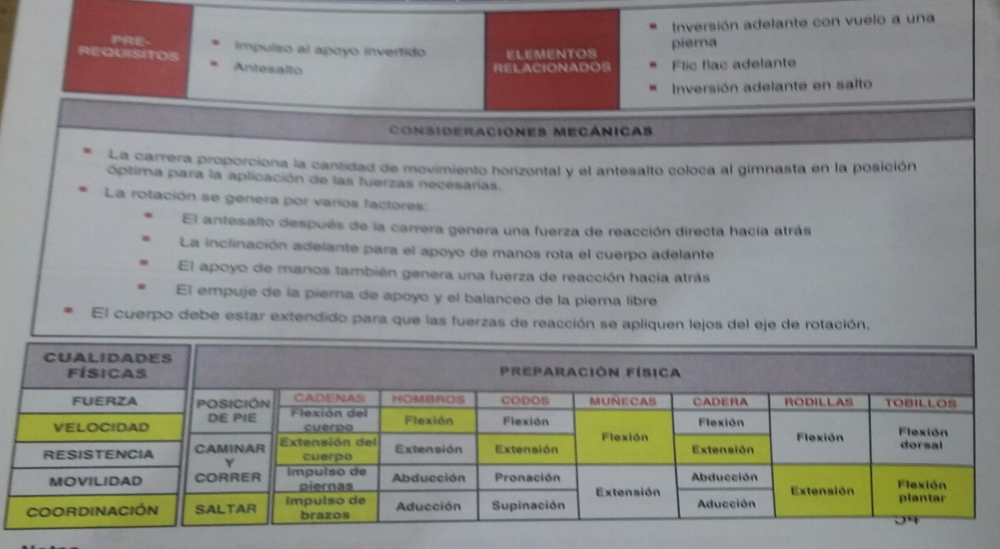 PRE-
REQUISITOS
Impulso al apoyo invertido
Antesalto
ELEMENTOS
RELACIONADOS
Inversión adelante con vuelo a una
pierna
Flic flac adelante
Inversión adelante en salto
CONSIDERACIONES MECÁNICAS
La carrera proporciona la cantidad de movimiento horizontal y el antesalto coloca al gimnasta en la posición
óptima para la aplicación de las fuerzas necesarias.
La rotación se genera por varios factores:
El antesalto después de la carrera genera una fuerza de reacción directa hacia atrás
La inclinación adelante para el apoyo de manos rota el cuerpo adelante
El apoyo de manos también genera una fuerza de reacción hacia atrás
El empuje de la pierna de apoyo y el balanceo de la pierna libre
El cuerpo debe estar extendido para que las fuerzas de reacción se apliquen lejos del eje de rotación.
CUALIDADES
FÍSICAS
FUERZA
VELOCIDAD
RESISTENCIA
MOVILIDAD
COORDINACIÓN
PREPARACIÓN FÍSICA
POSICIÓN
DE PIE
CAMINAR
Y
CORRER
SALTAR
CADENAS
Flexión del
cuerpo
Extensión del
cuerpo
Impulso de
piernas
Impulso de
brazos
HOMBROS
Flexión
Extensión
Abducción
Aducción
CODOS
Flexión
Extensión
Pronación
Supinación
MUÑECAS
Flexión
Extensión
CADERA
Flexión
Extensión
Abducción
Aducción
RODILLAS
Flexión
Extensión
TOBILLOS
Flexión
dorsal
Flexión
plantar